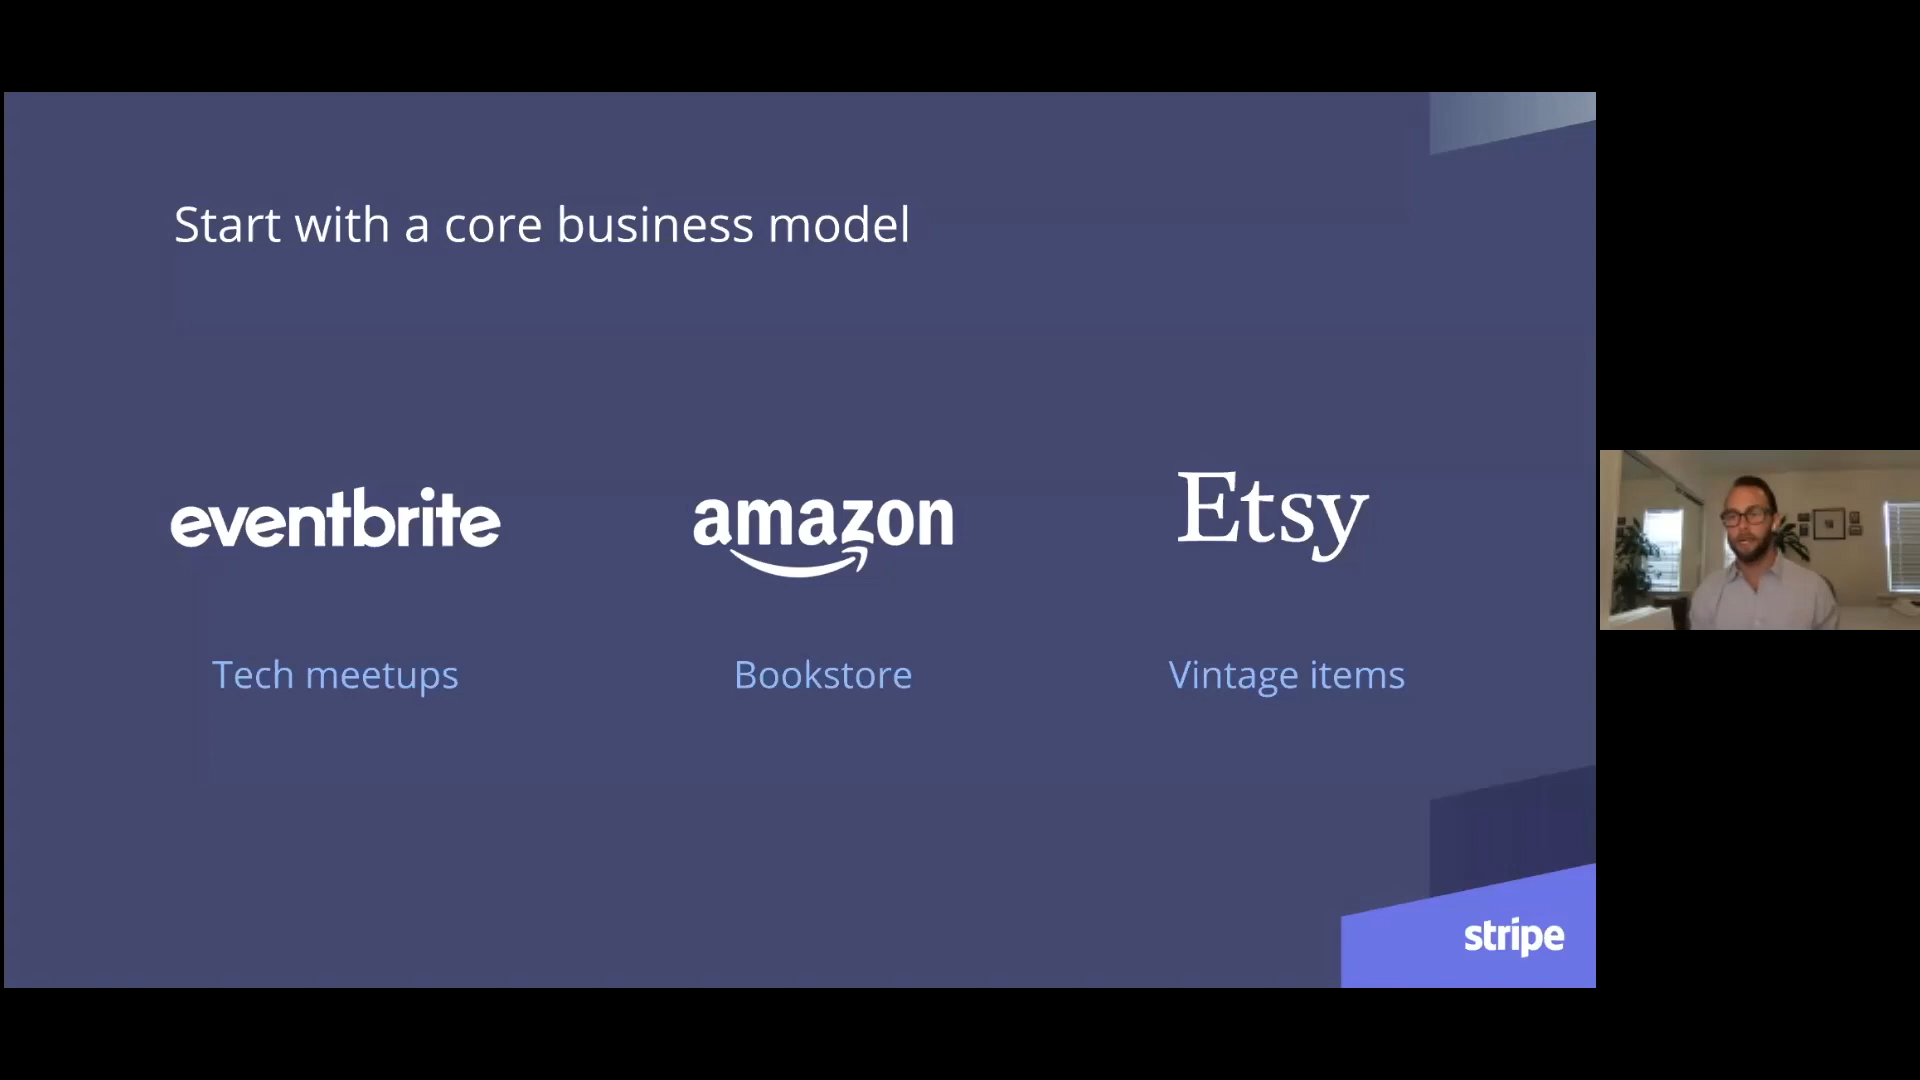 Start with a core business model
eventbrite
amazon
Etsy
Tech meetups
Bookstore
Vintage items
stripe